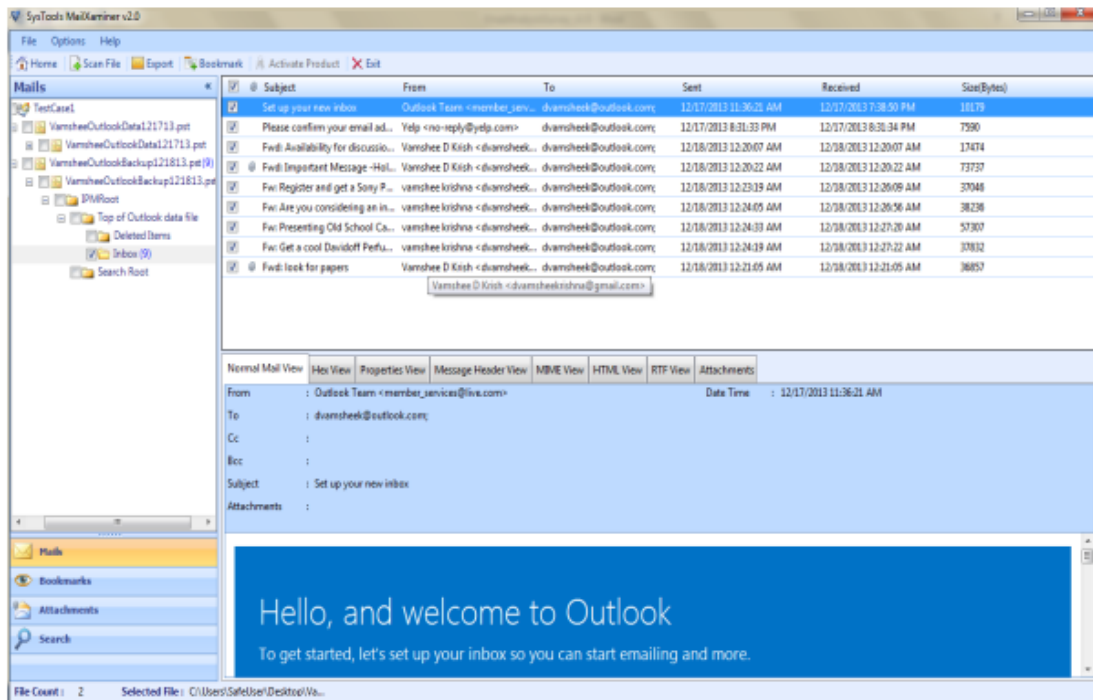 SysTools MailXaminer v2.0
File Options Help
Home Scan File Export Bookmark Activate Product Exit
Mails
TestCase1
VamsheeOutlookData121713.pst
VamsheeOutlookData121713.pst
VamsheeOutlookBackup121813.pst(9)
VamsheeOutlookBackup121813.pst
IPMRoot
Top of Outlook data file
Deleted Items
Inbox (9)
Search Root
Subject From To Sent Received Size(Bytes)
Set up your new inbox Outlook Team <member_serv... dvamsheek@outlook.com; 12/17/2013 11:36:21 AM 12/17/2013 7:38:50 PM 10179
Please confirm your email ad... Yelp <no-reply@yelp.com> dvamsheek@outlook.com; 12/17/2013 8:31:33 PM 12/17/2013 8:31:34 PM 7590
Fwd: Availability for discussio... Vamshee D Krish <dvamsheek... dvamsheek@outlook.com; 12/18/2013 12:20:07 AM 12/18/2013 12:20:07 AM 17474
Fwd: Important Message -Hol... Vamshee D Krish <dvamsheek... dvamsheek@outlook.com; 12/18/2013 12:20:22 AM 12/18/2013 12:20:22 AM 73737
Fw: Register and get a Sony P... vamshee krishna <dvamsheek... dvamsheek@outlook.com; 12/18/2013 12:23:19 AM 12/18/2013 12:26:09 AM 37046
Fw: Are you considering an in... vamshee krishna <dvamsheek... dvamsheek@outlook.com; 12/18/2013 12:24:05 AM 12/18/2013 12:26:56 AM 38236
Fw: Presenting Old School Ca... vamshee krishna <dvamsheek... dvamsheek@outlook.com; 12/18/2013 12:24:33 AM 12/18/2013 12:27:20 AM 57307
Fw: Get a cool Davidoff Perfu... vamshee krishna <dvamsheek... dvamsheek@outlook.com; 12/18/2013 12:24:19 AM 12/18/2013 12:27:22 AM 37832
Fwd: look for papers Vamshee D Krish <dvamsheek... dvamsheek@outlook.com; 12/18/2013 12:21:05 AM 12/18/2013 12:21:05 AM 36857
Vamshee D Krish <dvamsheekrishna@gmail.com>
Normal Mail View Hex View Properties View Message Header View MIME View HTML View RTF View Attachments
From : Outlook Team <member_services@live.com> Date Time : 12/17/2013 11:36:21 AM
To : dvamsheek@outlook.com;
Cc :
Bcc :
Subject : Set up your new inbox
Attachments :
Mails
Bookmarks
Attachments
Search
Hello, and welcome to Outlook
To get started, let's set up your inbox so you can start emailing and more.
File Count : 2 Selected File : C:\Users\SafeUser\Desktop\Va...